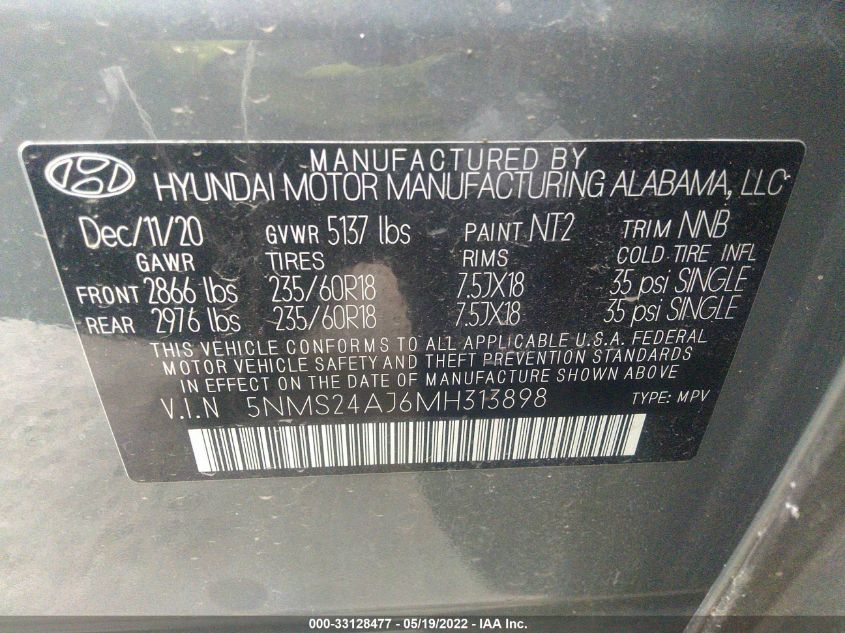 MANUFACTURED BY
HYUNDAI MOTOR MANUFACTURING ALABAMA, LLC
Dec/11/20 GVWR 5137 lbs PAINT NT2 TRIM NNB
GAWR TIRES RIMS COLD TIRE INFL
FRONT 2866 lbs 235/60R18 7.5JX18 35 psi SINGLE
REAR 2976 lbs 235/60R18 7.5JX18 35 psi SINGLE
THIS VEHICLE CONFORMS TO ALL APPLICABLE U.S.A. FEDERAL
MOTOR VEHICLE SAFETY AND THEFT PREVENTION STANDARDS
IN EFFECT ON THE DATE OF MANUFACTURE SHOWN ABOVE
V.I.N 5NMS24AJ6MH313898 TYPE: MPV
000-33128477 - 05/19/2022 - IAA Inc.